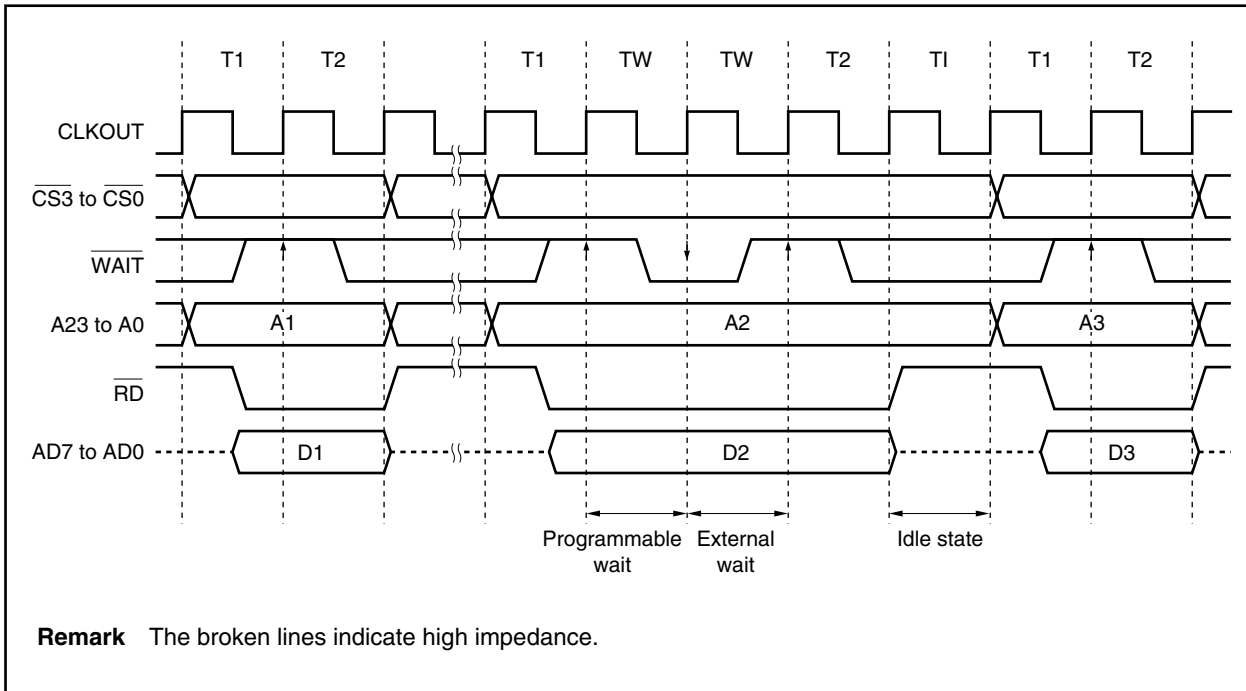 T1 T2 T1 TW TW T2 TI T1 T2
CLKOUT
CS3 to CS0
WAIT
A23 to A0 A1 A2 A3
RD
AD7 to AD0 D1 D2 D3
Programmable wait
External wait
Idle state
Remark The broken lines indicate high impedance.